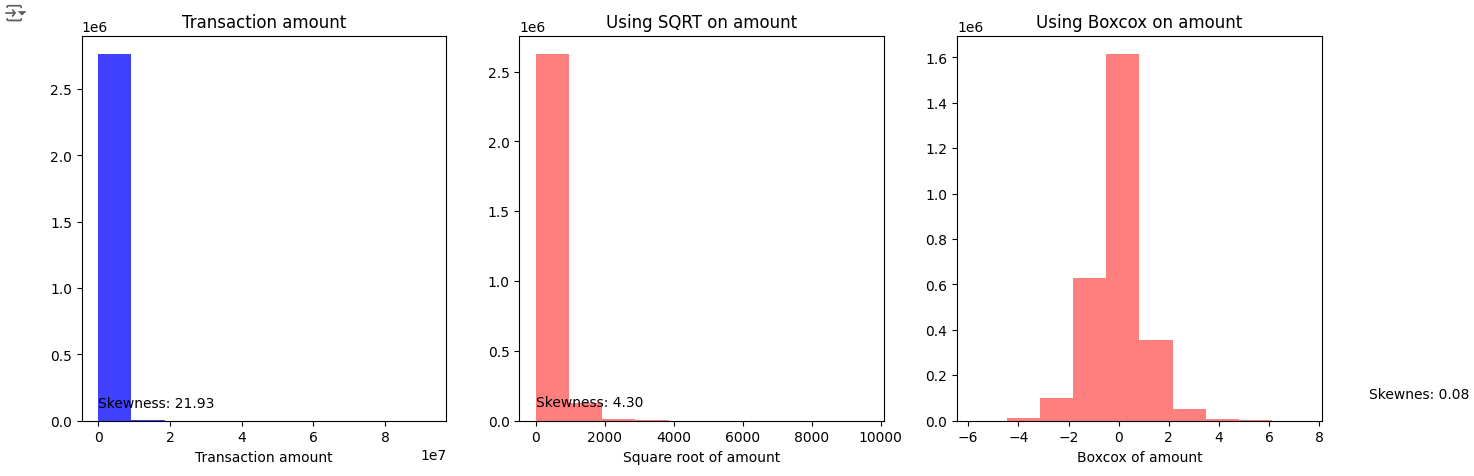 Transaction amount
1e6
2.5
2.0
1.5
1.0
0.5
0.0
Skewness: 21.93
0 2 4 6 8
1e7
Transaction amount
Using SQRT on amount
1e6
2.5
2.0
1.5
1.0
0.5
0.0
Skewness: 4.30
0 2000 4000 6000 8000 10000
Square root of amount
Using Boxcox on amount
1e6
1.6
1.4
1.2
1.0
0.8
0.6
0.4
0.2
0.0
−6 −4 −2 0 2 4 6 8
Boxcox of amount
Skewnes: 0.08